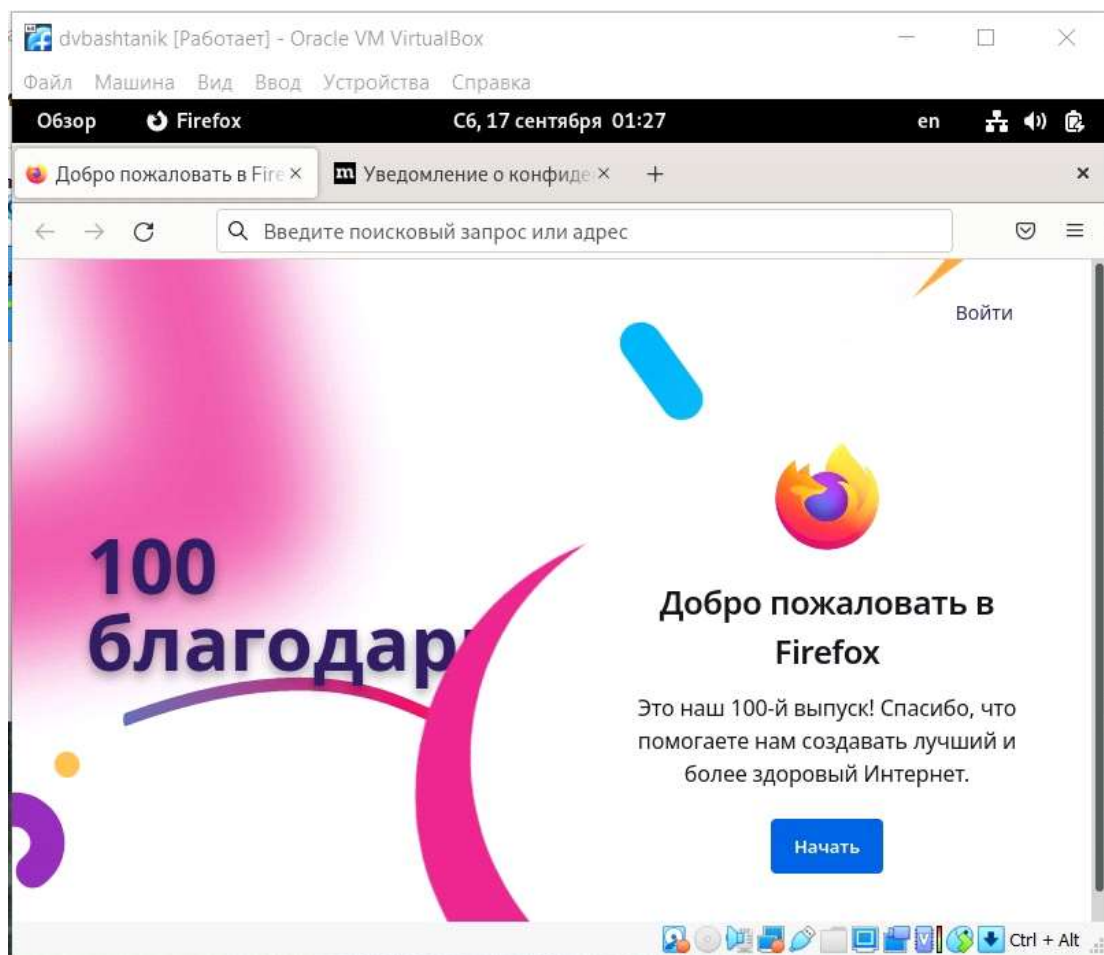 dvbashtanik [Работает] - Oracle VM VirtualBox
Файл Машина Вид Ввод Устройства Справка
Обзор Firefox Сб, 17 сентября 01:27 en
Добро пожаловать в Fire × m Уведомление о конфиде × +
Введите поисковый запрос или адрес
Войти
100
благодар
Добро пожаловать в
Firefox
Это наш 100-й выпуск! Спасибо, что
помогаете нам создавать лучший и
более здоровый Интернет.
Начать
Ctrl + Alt